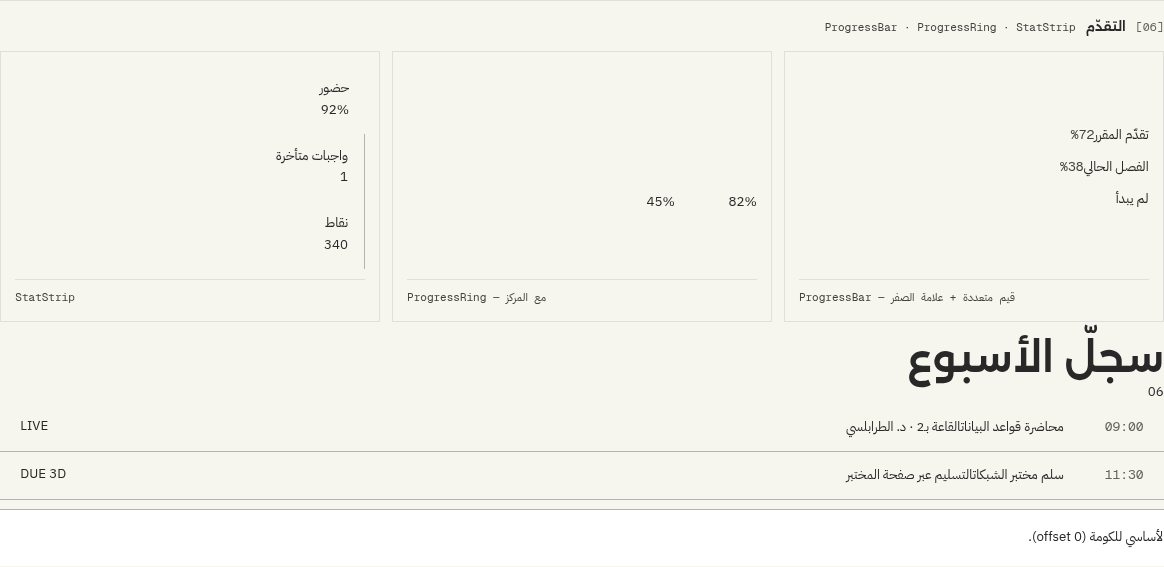 [06] التقدّم ProgressBar · ProgressRing · StatStrip
تقدّم المقرر72%
الفصل الحالي38%
لم يبدأ
ProgressBar — قيم متعددة + علامة الصفر
82% 45%
ProgressRing — مع المركز
حضور
92%
واجبات متأخرة
1
نقاط
340
StatStrip
سجلّ الأسبوع
06
09:00 محاضرة قواعد البياناتالقاعة ب2 · د. الطرابلسي LIVE
11:30 سلم مختبر الشبكاتالتسليم عبر صفحة المختبر DUE 3D
لأساسي للكومة (offset 0).